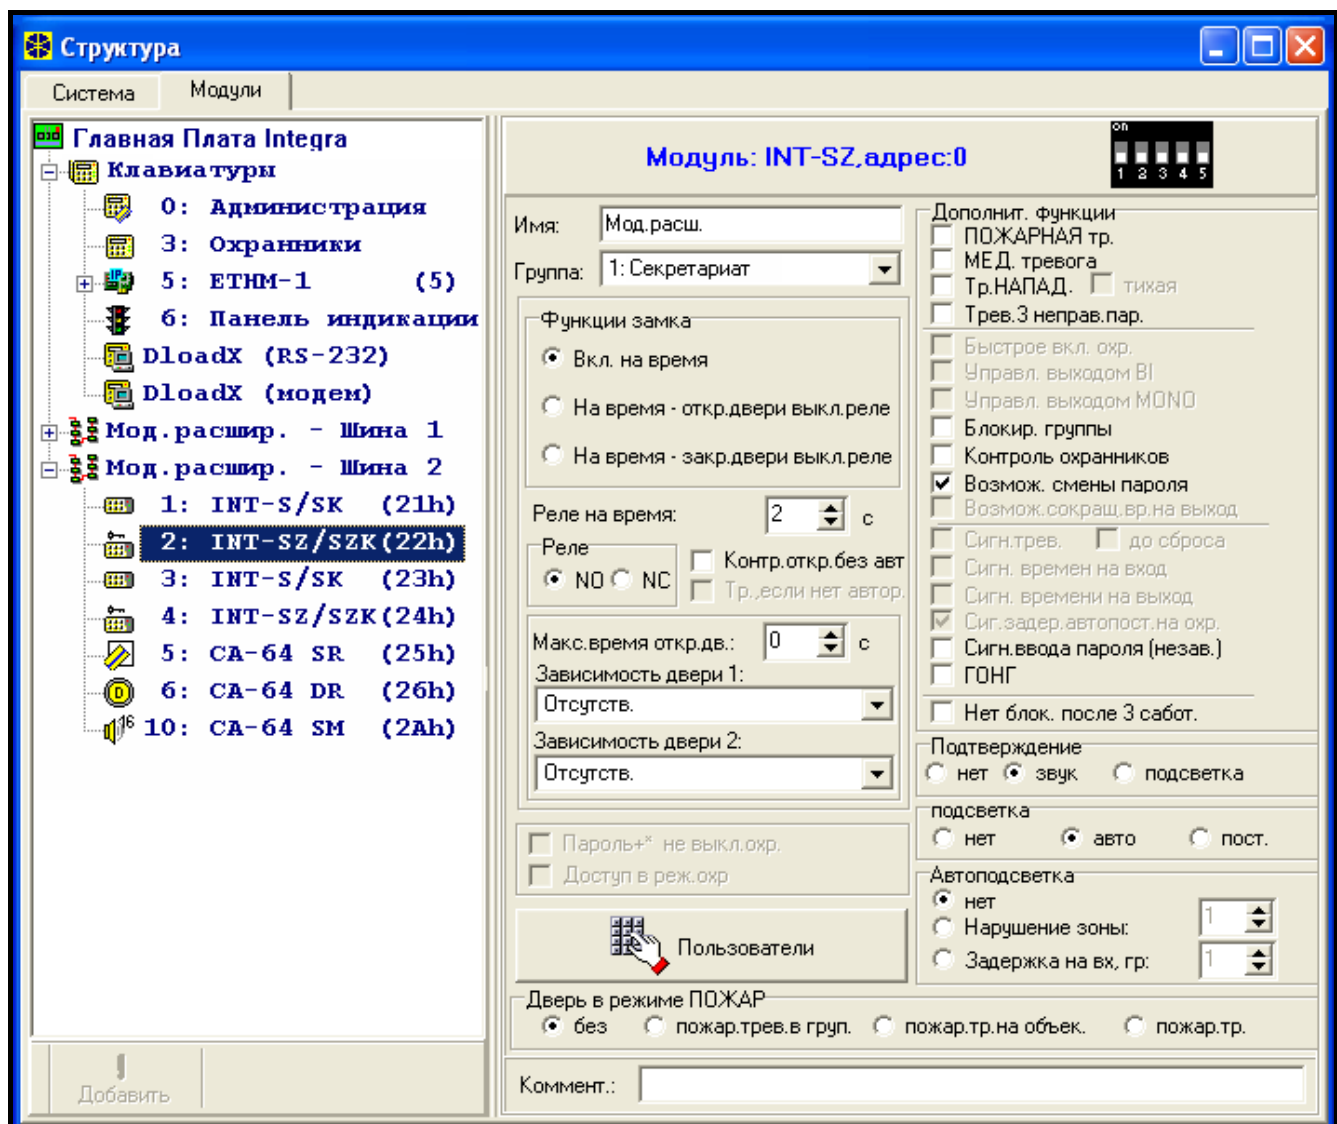 Структура
Система
Модули
Главная Плата Integra
Клавиатуры
0: Администрация
3: Охранники
5: ETHM-1 (5)
6: Панель индикации
DloadX (RS-232)
DloadX (модем)
Мод.расшир. - Шина 1
Мод.расшир. - Шина 2
1: INT-S/SK (21h)
2: INT-SZ/SZK(22h)
3: INT-S/SK (23h)
4: INT-SZ/SZK(24h)
5: CA-64 SR (25h)
6: CA-64 DR (26h)
10: CA-64 SM (2Ah)
Добавить
Модуль: INT-SZ,адрес:0
on
1 2 3 4 5
Имя: Мод.расш.
Группа: 1: Секретариат
Функции замка
Вкл. на время
На время - откр.двери выкл.реле
На время - закр.двери выкл.реле
Реле на время: 2 с
Реле
NO NC
Контр.откр.без авт
Тр.,если нет автор.
Макс.время откр.дв.: 0 с
Зависимость двери 1:
Отсутств.
Зависимость двери 2:
Отсутств.
Пароль+* не выкл.охр.
Доступ в реж.охр
Пользователи
Дополнит. функции
ПОЖАРНАЯ тр.
МЕД. тревога
Тр.НАПАД. тихая
Трев.3 неправ.пар.
Быстрое вкл. охр.
Управл. выходом BI
Управл. выходом MONO
Блокир. группы
Контроль охранников
Возмож. смены пароля
Возмож.сокращ.вр.на выход
Сигн.трев. до сброса
Сигн. времен на вход
Сигн. времени на выход
Сиг.задер.автопост.на охр.
Сигн.ввода пароля (незав.)
ГОНГ
Нет блок. после 3 сабот.
Подтверждение
нет звук подсветка
подсветка
нет авто пост.
Автоподсветка
нет
Нарушение зоны: 1
Задержка на вх, гр: 1
Дверь в режиме ПОЖАР
без пожар.трев.в груп. пожар.тр.на объек. пожар.тр.
Коммент.: